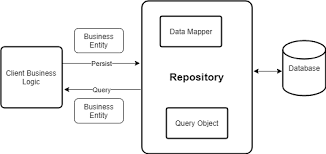 Business
Entity
Data Mapper
Persist
Client Business
Logic
Repository
Database
Query
Business
Entity
Query Object